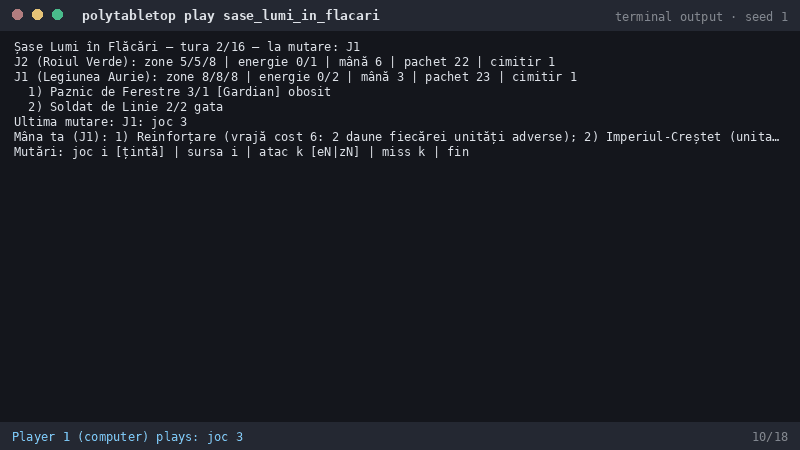 polytabletop play sase_lumi_in_flacari
terminal output · seed 1
Șase Lumi în Flăcări — tura 2/16 — la mutare: J1
J2 (Roiul Verde): zone 5/5/8 | energie 0/1 | mână 6 | pachet 22 | cimitir 1
J1 (Legiunea Aurie): zone 8/8/8 | energie 0/2 | mână 3 | pachet 23 | cimitir 1
1) Paznic de Ferestre 3/1 [Gardian] obosit
2) Soldat de Linie 2/2 gata
Ultima mutare: J1: joc 3
Mâna ta (J1): 1) Reinforțare (vrajă cost 6: 2 daune fiecărei unități adverse); 2) Imperiul-Creștet (unita…
Mutări: joc i [țintă] | sursa i | atac k [eN|zN] | miss k | fin
Player 1 (computer) plays: joc 3
10/18